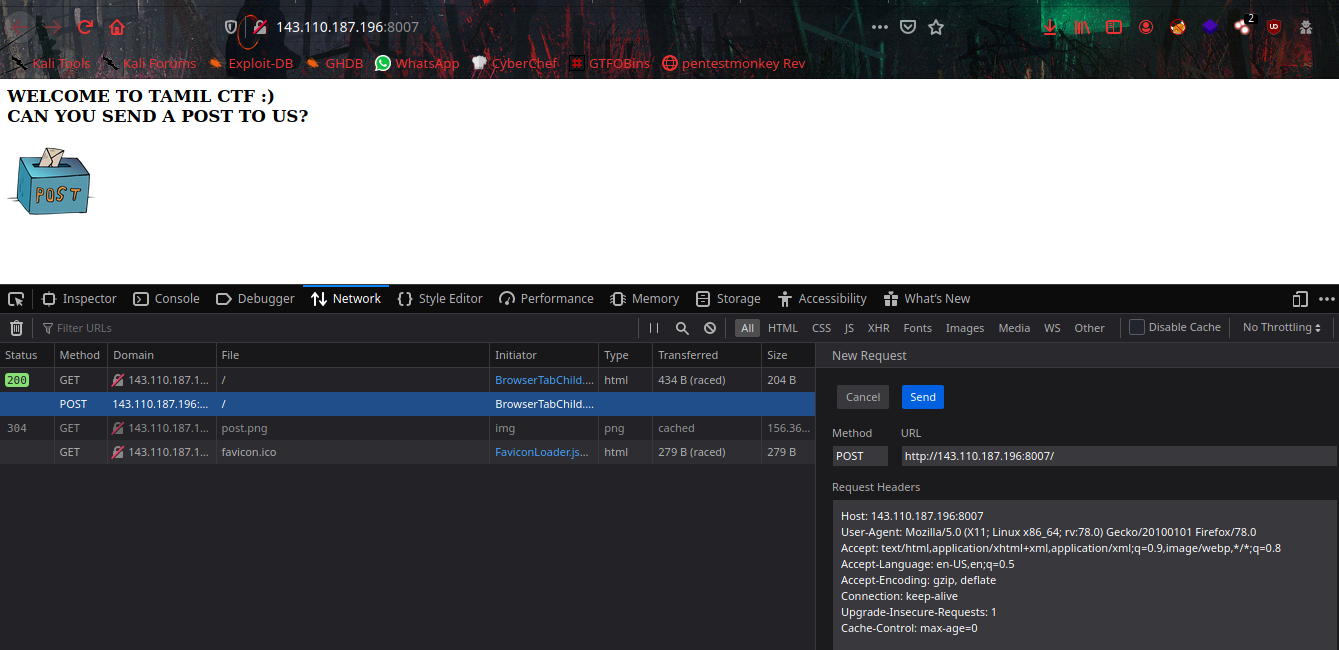 143.110.187.196:8007
2
Kali Tools Kali Forums Exploit-DB GHDB WhatsApp CyberChef GTFOBins pentestmonkey Rev
WELCOME TO TAMIL CTF :)
CAN YOU SEND A POST TO US?
POST
Inspector Console Debugger Network Style Editor Performance Memory Storage Accessibility What's New
Filter URLs All HTML CSS JS XHR Fonts Images Media WS Other Disable Cache No Throttling
Status Method Domain File Initiator Type Transferred Size New Request
200 GET 143.110.187.1... / BrowserTabChild.... html 434 B (raced) 204 B
Cancel Send
POST 143.110.187.196:... / BrowserTabChild....
304 GET 143.110.187.1... post.png img png cached 156.36...
Method URL
GET 143.110.187.1... favicon.ico FaviconLoader.js... html 279 B (raced) 279 B
POST http://143.110.187.196:8007/
Request Headers
Host: 143.110.187.196:8007
User-Agent: Mozilla/5.0 (X11; Linux x86_64; rv:78.0) Gecko/20100101 Firefox/78.0
Accept: text/html,application/xhtml+xml,application/xml;q=0.9,image/webp,*/*;q=0.8
Accept-Language: en-US,en;q=0.5
Accept-Encoding: gzip, deflate
Connection: keep-alive
Upgrade-Insecure-Requests: 1
Cache-Control: max-age=0